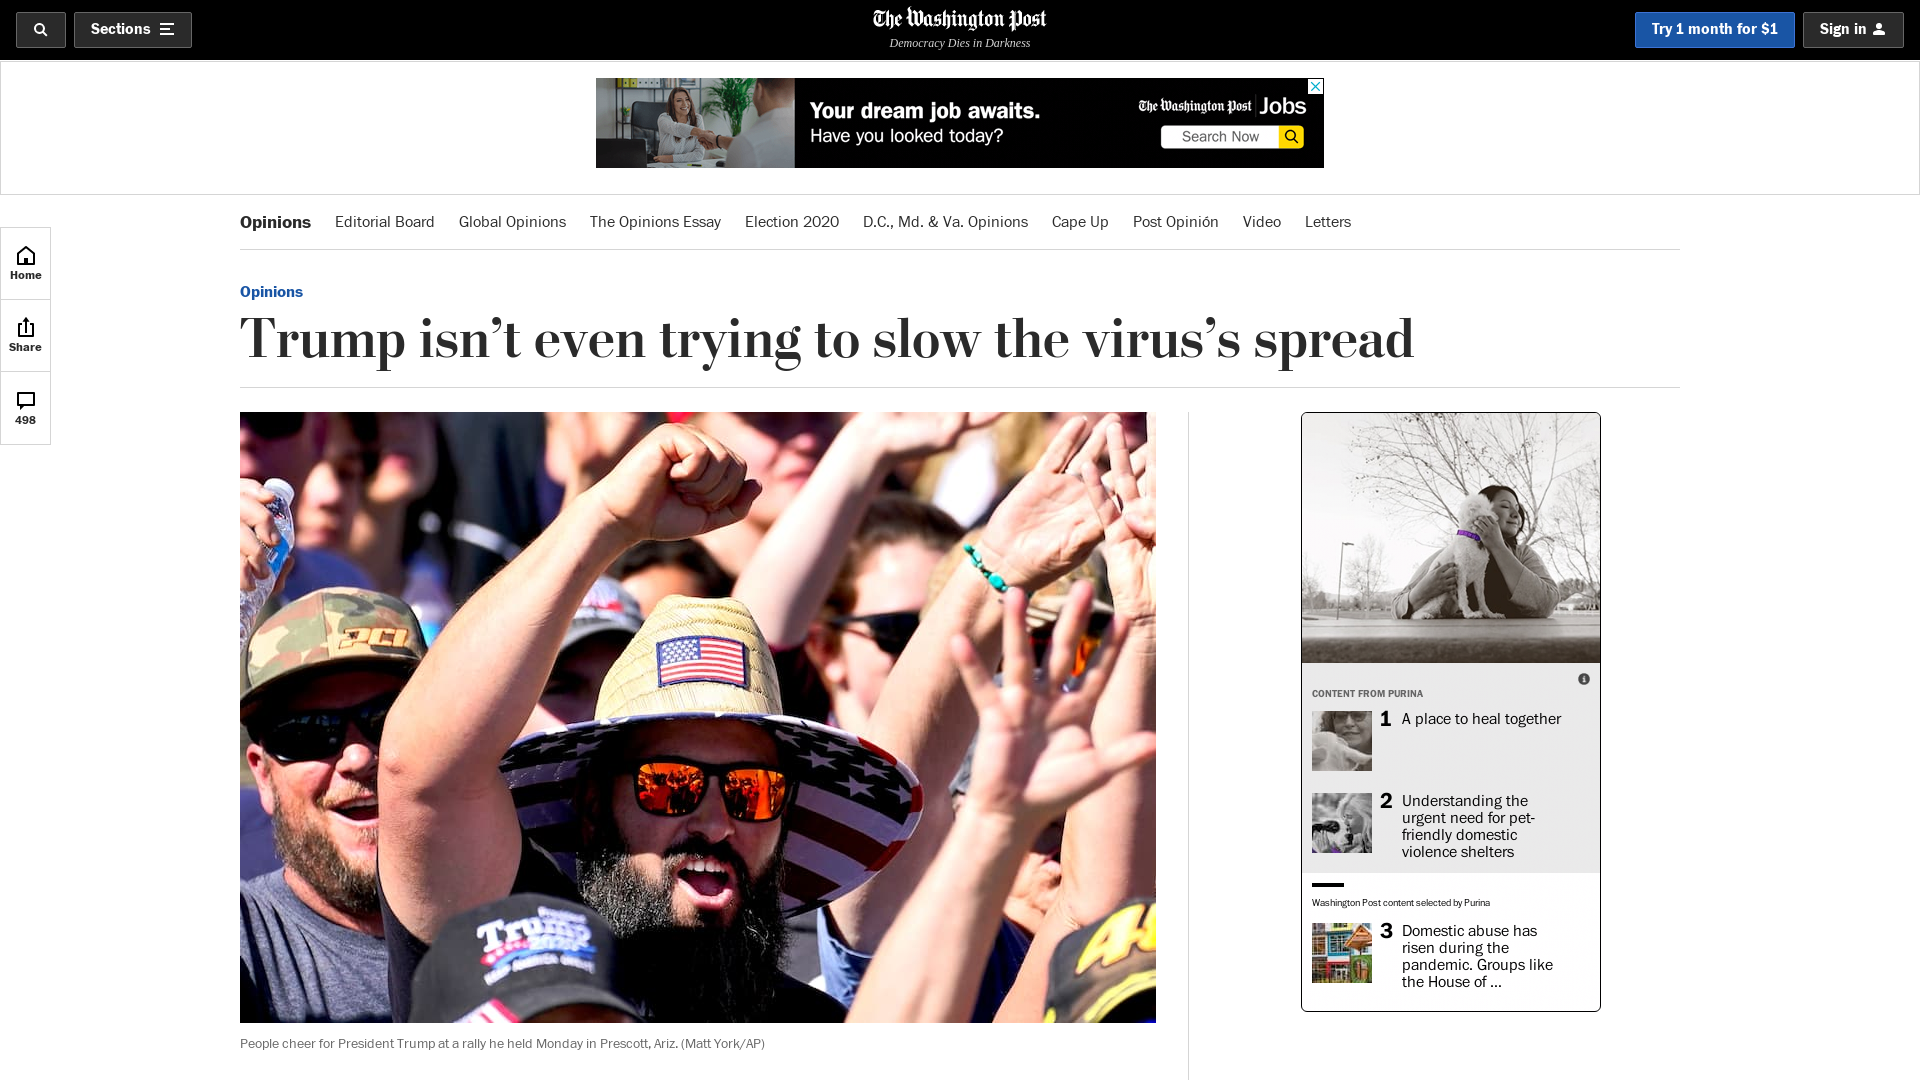 Sections
The Washington Post
Democracy Dies in Darkness
Try 1 month for $1
Sign in
Your dream job awaits.
Have you looked today?
The Washington Post Jobs
Search Now
Opinions Editorial Board Global Opinions The Opinions Essay Election 2020 D.C., Md. & Va. Opinions Cape Up Post Opinión Video Letters
Home
Share
498
Opinions
Trump isn’t even trying to slow the virus’s spread
PCI
Trump
2020
People cheer for President Trump at a rally he held Monday in Prescott, Ariz. (Matt York/AP)
CONTENT FROM PURINA
1 A place to heal together
2 Understanding the
urgent need for pet-
friendly domestic
violence shelters
Washington Post content selected by Purina
3 Domestic abuse has
risen during the
pandemic. Groups like
the House of ...